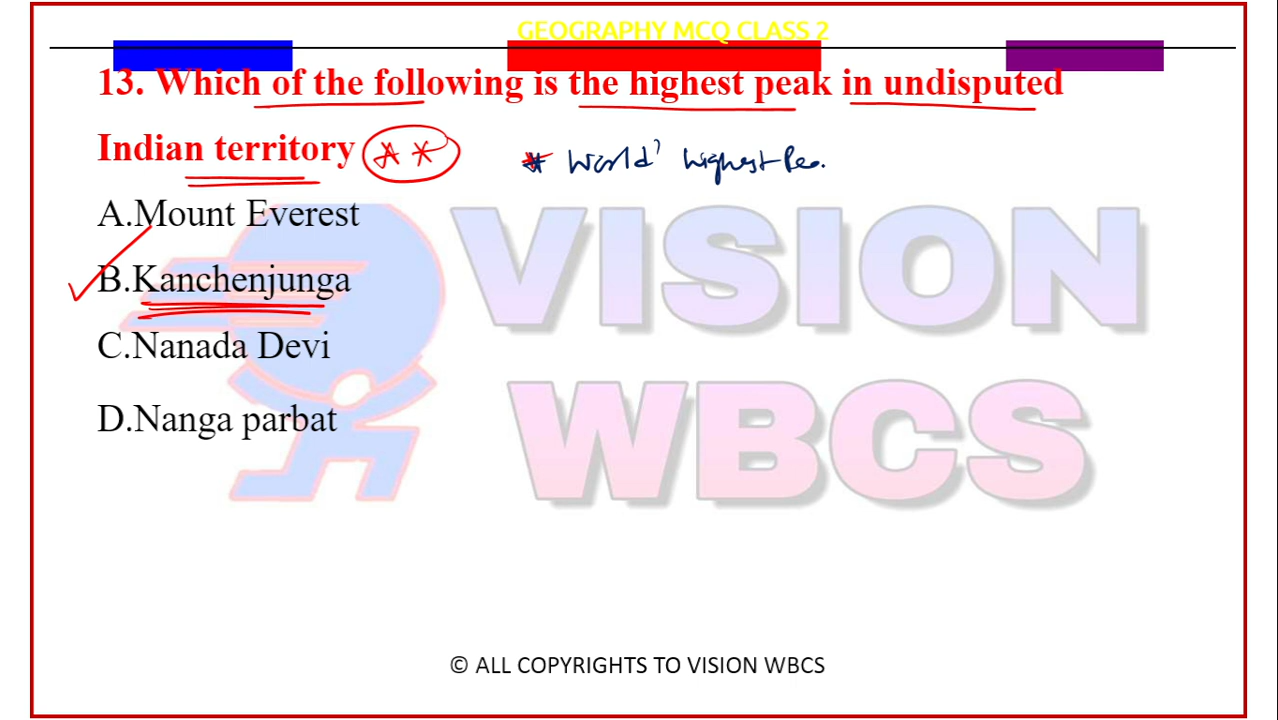 GEOGRAPHY MCQ CLASS 2
13. Which of the following is the highest peak in undisputed
Indian territory
World' highest Pea.
A.Mount Everest
B.Kanchenjunga
C.Nanada Devi
D.Nanga parbat
VISION
WBCS
© ALL COPYRIGHTS TO VISION WBCS